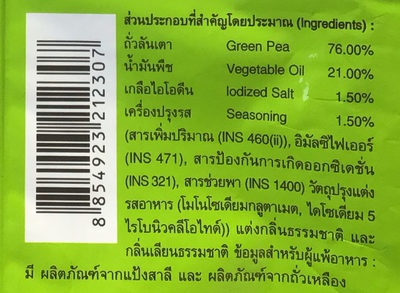 ส่วนประกอบที่สำคัญโดยประมาณ (Ingredients) :
ถั่วลันเตา Green Pea 76.00%
น้ำมันพืช Vegetable Oil 21.00%
เกลือไอโอดีน Iodized Salt 1.50%
เครื่องปรุงรส Seasoning 1.50%
(สารเพิ่มปริมาณ (INS 460(ii)), อิมัลซิไฟเออร์
(INS 471), สารป้องกันการเกิดออกซิเดชั่น
(INS 321), สารช่วยพา (INS 1400) วัตถุปรุงแต่ง
รสอาหาร (โมโนโซเดียมกลูตาเมต, ไดโซเดียม 5
ไรโบนิวคลีโอไทด์)) แต่งกลิ่นธรรมชาติ และ
กลิ่นเลียนธรรมชาติ ข้อมูลสำหรับผู้แพ้อาหาร :
มี ผลิตภัณฑ์จากแป้งสาลี และ ผลิตภัณฑ์จากถั่วเหลือง
8 854923 212307